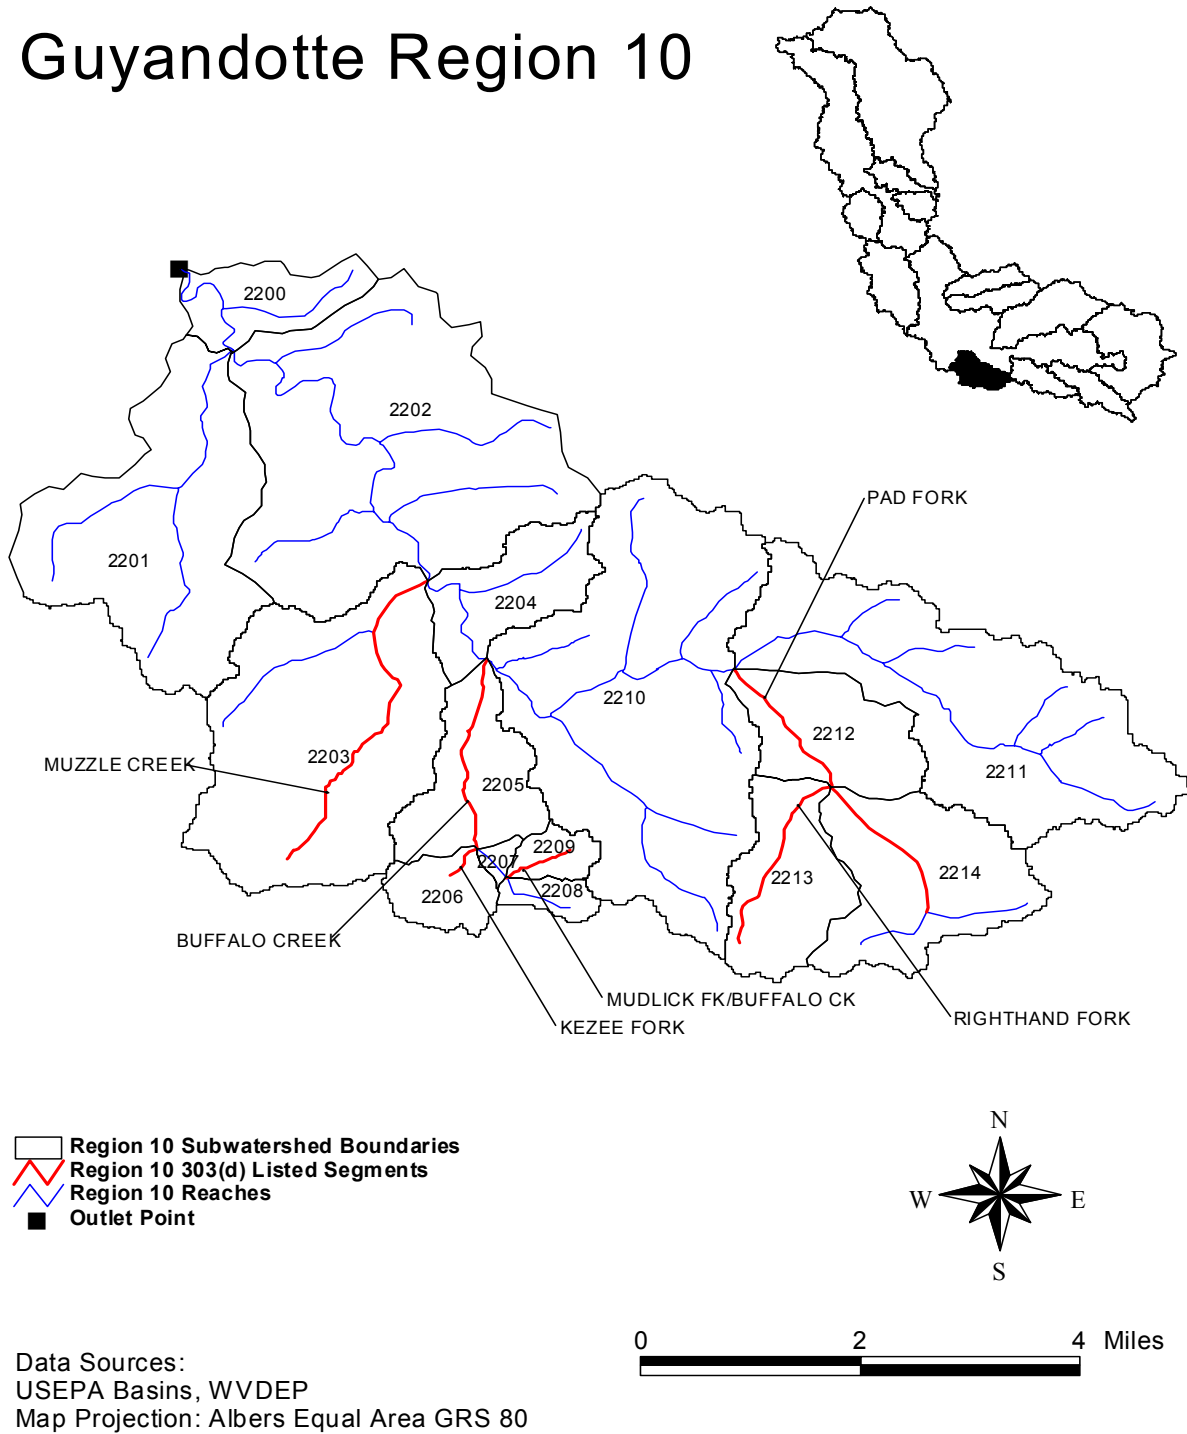 Guyandotte Region 10
2200
2202
PAD FORK
2201
2204
2210
2212
2203
MUZZLE CREEK
2211
2205
2209
2207
2214
2213
2208
2206
BUFFALO CREEK
MUDLICK FK/BUFFALO CK
RIGHTHAND FORK
KEZEE FORK
N
W
E
S
Region 10 Subwatershed Boundaries
Region 10 303(d) Listed Segments
Region 10 Reaches
Outlet Point
0 2 4 Miles
Data Sources:
USEPA Basins, WVDEP
Map Projection: Albers Equal Area GRS 80